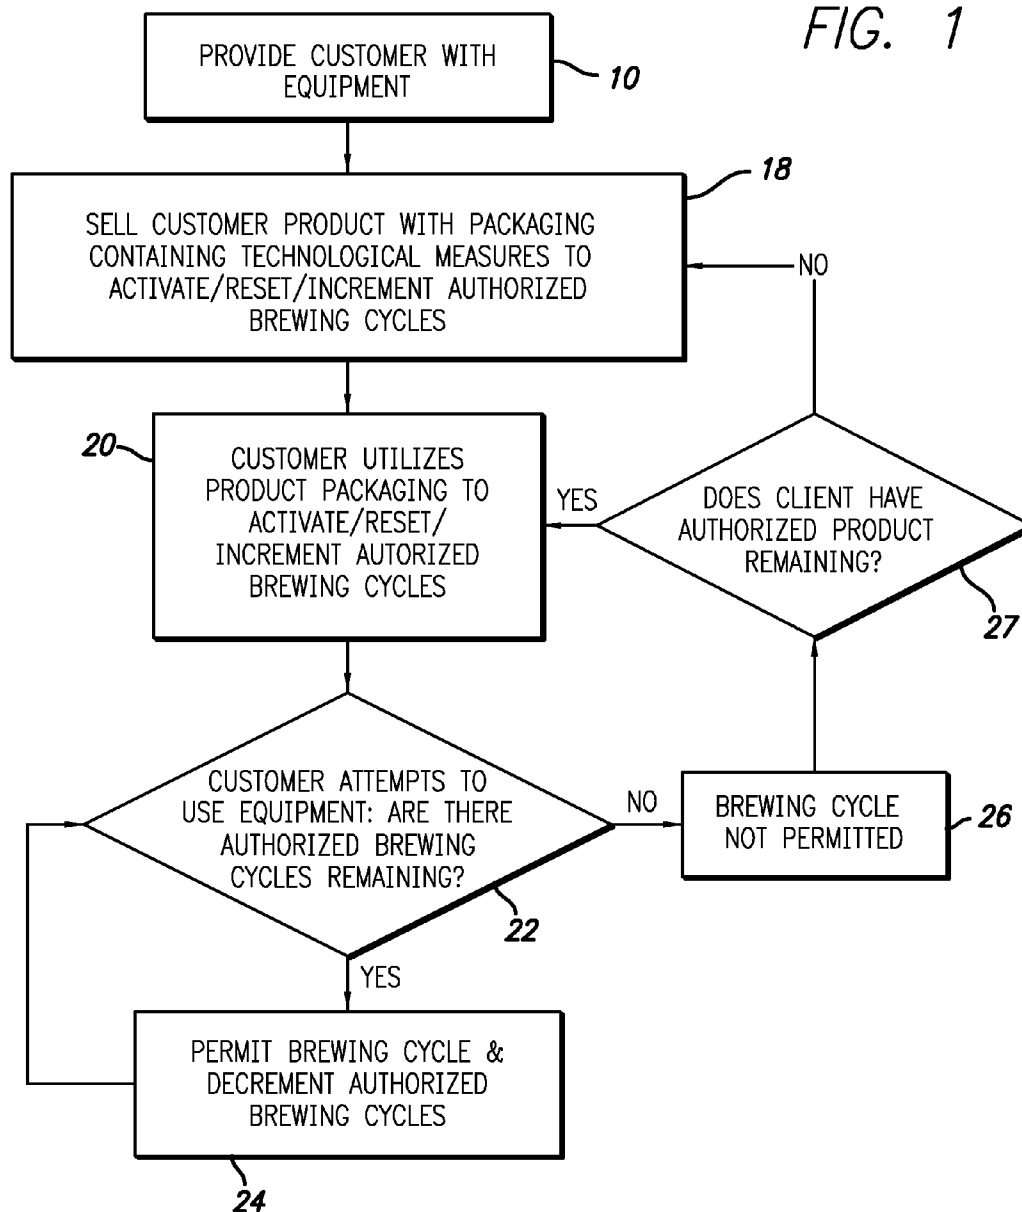 FIG. 1
PROVIDE CUSTOMER WITH
EQUIPMENT
10
18
SELL CUSTOMER PRODUCT WITH PACKAGING
CONTAINING TECHNOLOGICAL MEASURES TO
ACTIVATE/RESET/INCREMENT AUTHORIZED
BREWING CYCLES
NO
20
CUSTOMER UTILIZES
PRODUCT PACKAGING TO
ACTIVATE/RESET/
INCREMENT AUTORIZED
BREWING CYCLES
YES
DOES CLIENT HAVE
AUTHORIZED PRODUCT
REMAINING?
27
CUSTOMER ATTEMPTS TO
USE EQUIPMENT: ARE THERE
AUTHORIZED BREWING
CYCLES REMAINING?
22
NO
BREWING CYCLE
NOT PERMITTED
26
YES
PERMIT BREWING CYCLE &
DECREMENT AUTHORIZED
BREWING CYCLES
24